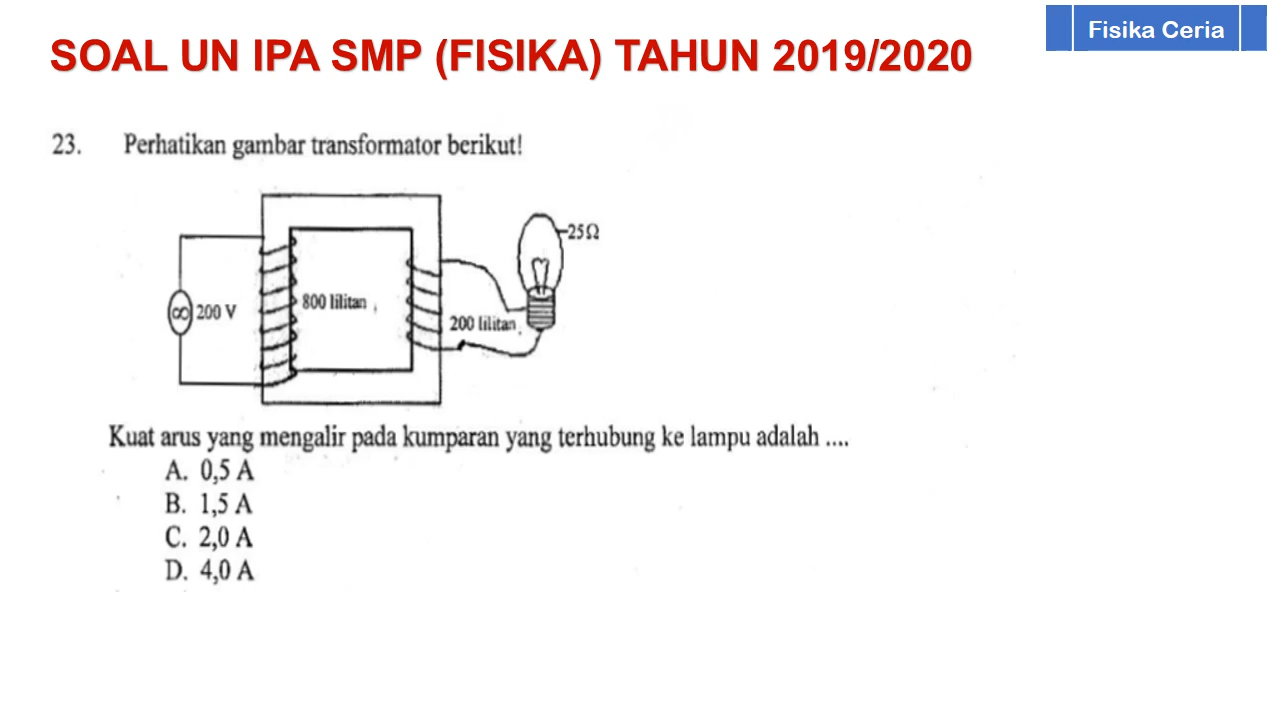 Fisika Ceria
SOAL UN IPA SMP (FISIKA) TAHUN 2019/2020
23. Perhatikan gambar transformator berikut!
25Ω
200 V
800 lilitan
200 lilitan
Kuat arus yang mengalir pada kumparan yang terhubung ke lampu adalah ....
A. 0,5 A
B. 1,5 A
C. 2,0 A
D. 4,0 A